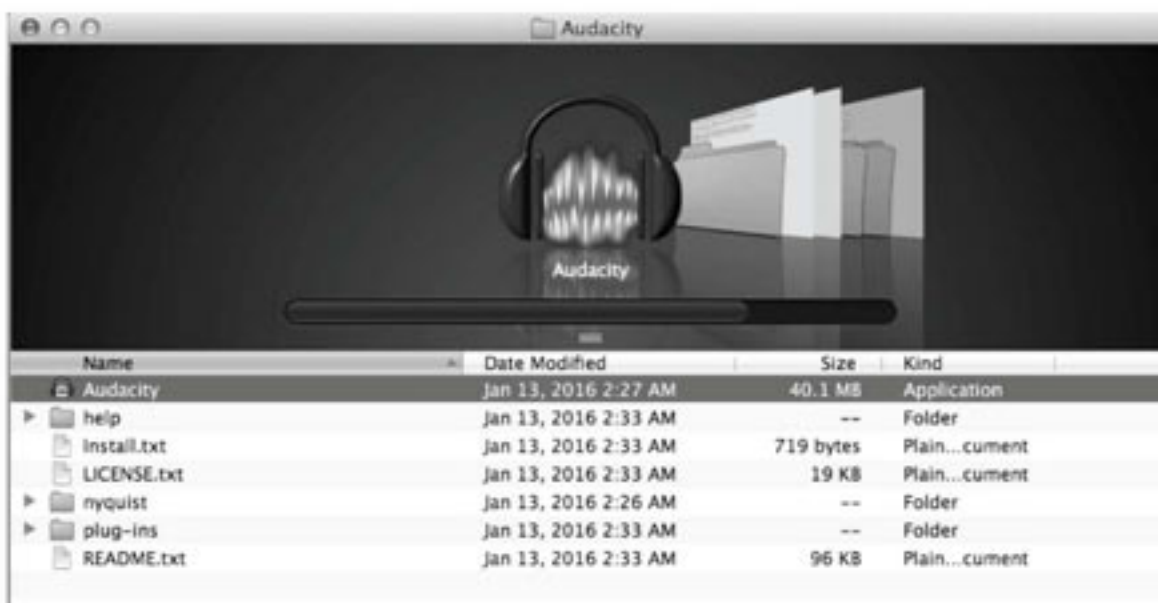 Audacity
Audacity
Name Date Modified Size Kind
Audacity Jan 13, 2016 2:27 AM 40.1 MB Application
help Jan 13, 2016 2:33 AM -- Folder
Install.txt Jan 13, 2016 2:33 AM 719 bytes Plain...cument
LICENSE.txt Jan 13, 2016 2:33 AM 19 KB Plain...cument
nyquist Jan 13, 2016 2:26 AM -- Folder
plug-ins Jan 13, 2016 2:33 AM -- Folder
README.txt Jan 13, 2016 2:33 AM 96 KB Plain...cument